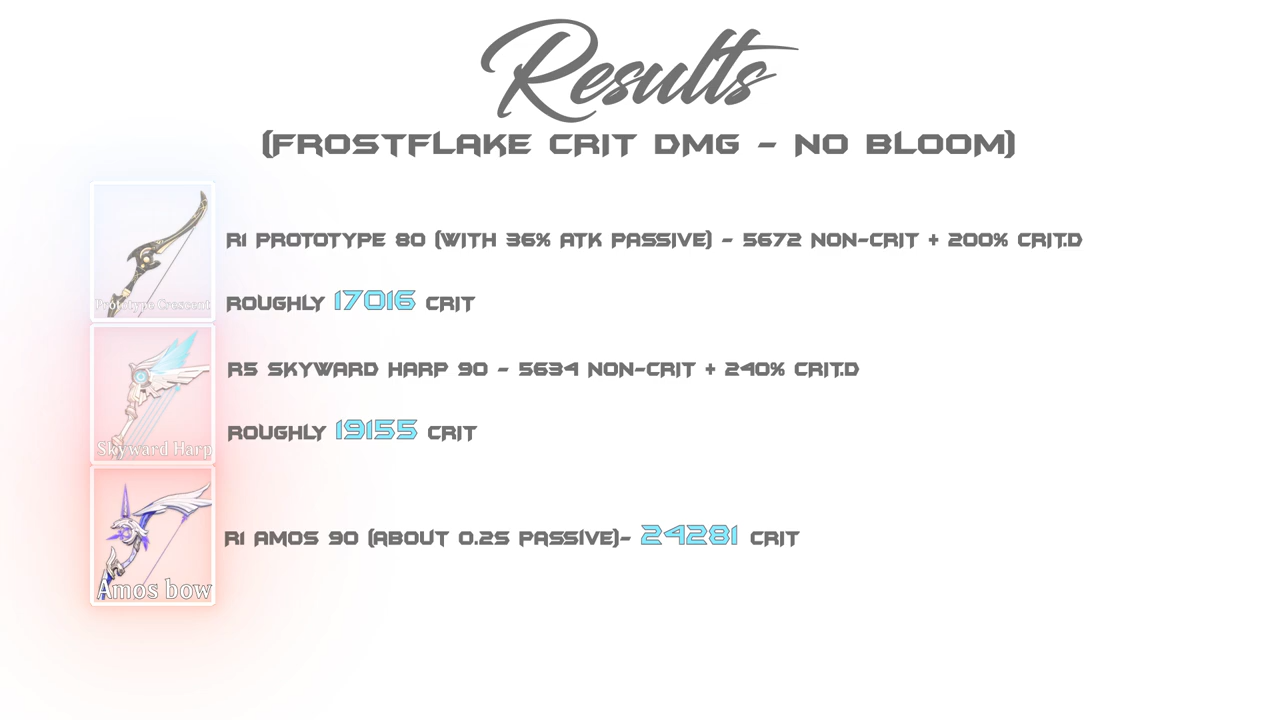 Results
(FROSTFLAKE CRIT DMG - NO BLOOM)
R1 PROTOTYPE 80 (WITH 36% ATK PASSIVE) - 5672 NON-CRIT + 200% CRIT.D
Prototype Crescent
ROUGHLY 17016 CRIT
R5 SKYWARD HARP 90 - 5634 NON-CRIT + 240% CRIT.D
Skyward Harp
ROUGHLY 19155 CRIT
R1 AMOS 90 (ABOUT 0.2S PASSIVE)- 24281 CRIT
Amos bow